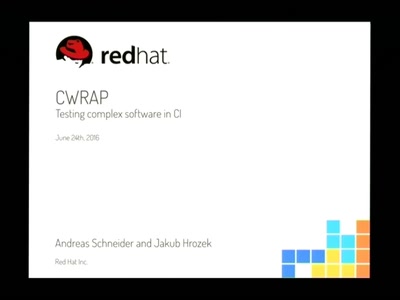 redhat.
CWRAP
Testing complex software in CI
June 24th, 2016
Andreas Schneider and Jakub Hrozek
Red Hat Inc.